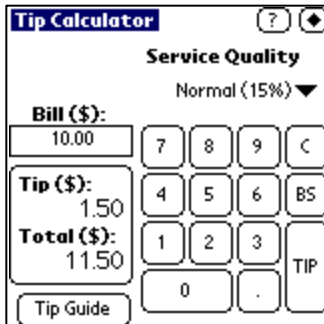 Tip Calculator ?
Service Quality
Normal (15%)
Bill ($):
10.00
7 8 9 C
Tip ($):
1.50
4 5 6 BS
Total ($):
11.50
1 2 3
TIP
0 .
Tip Guide